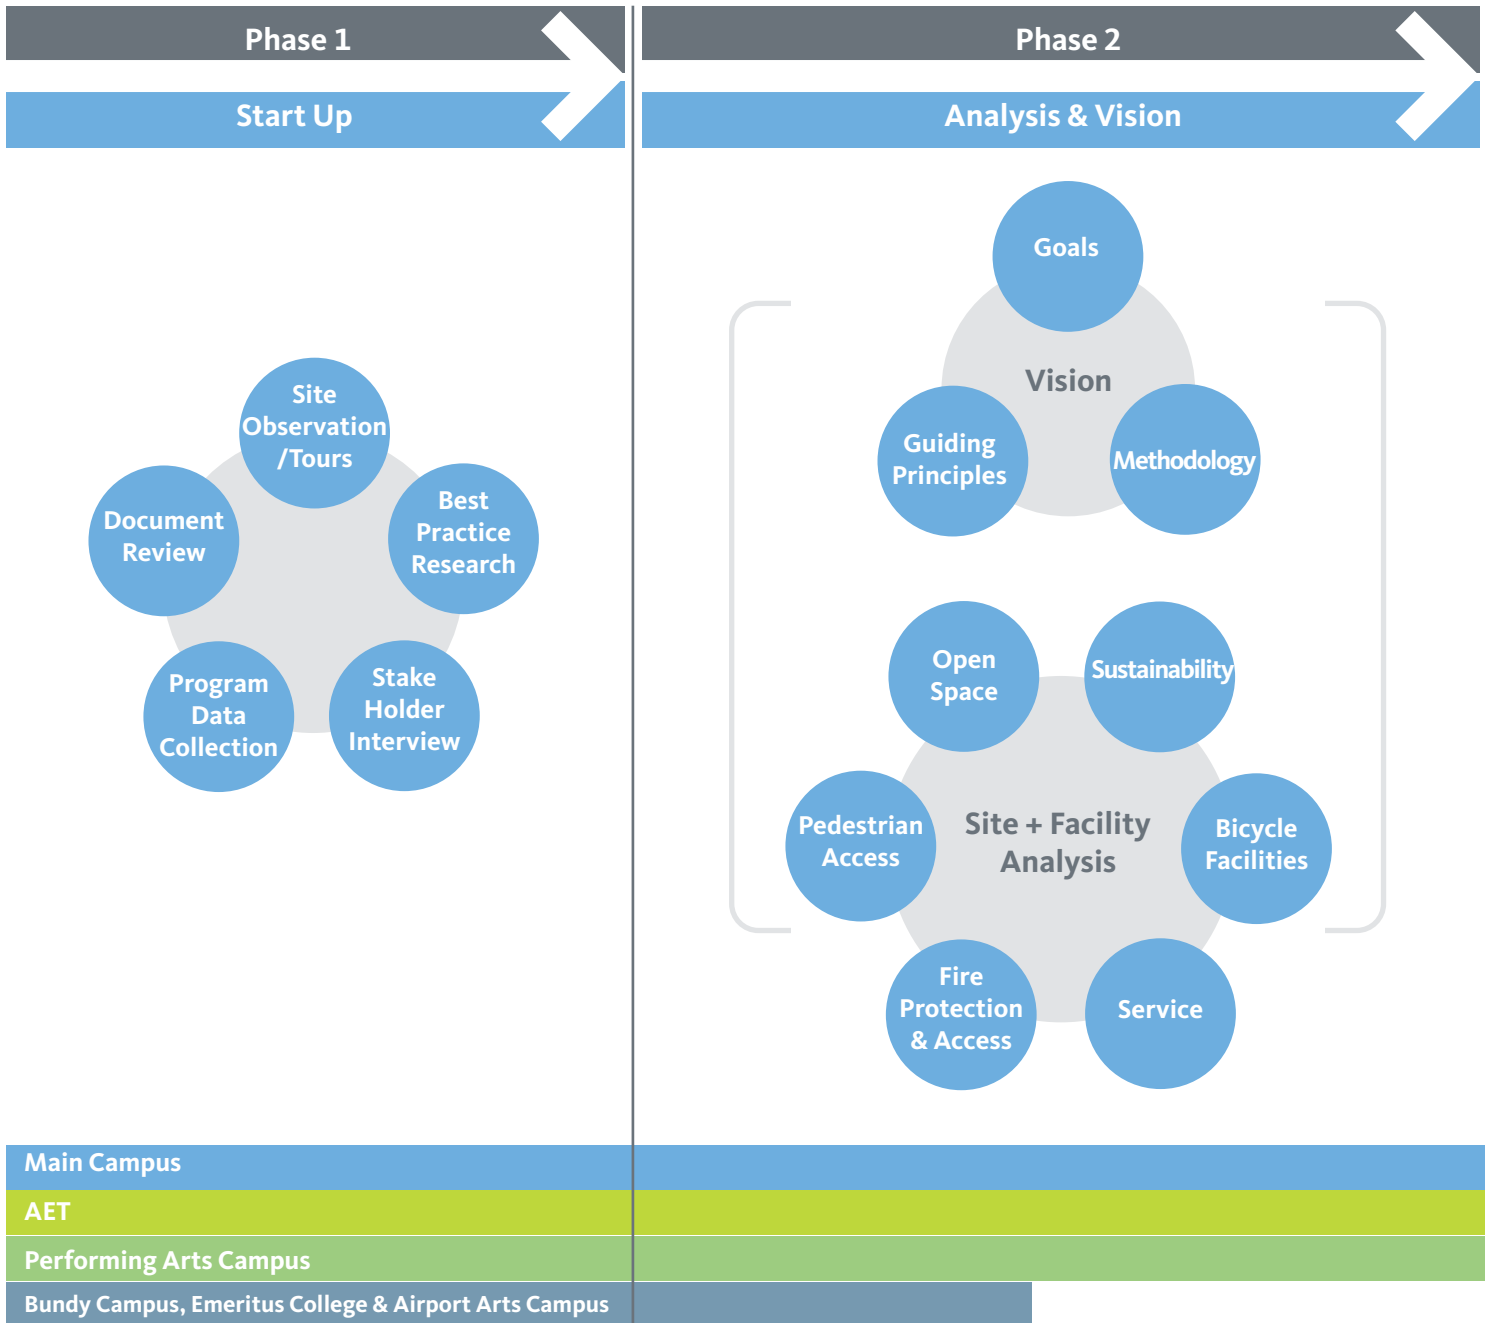 Phase 1
Start Up
Site
Observation
/Tours
Document
Review
Best
Practice
Research
Program
Data
Collection
Stake
Holder
Interview
Phase 2
Analysis & Vision
Goals
Vision
Guiding
Principles
Methodology
Open
Space
Sustainability
Pedestrian
Access
Site + Facility
Analysis
Bicycle
Facilities
Fire
Protection
& Access
Service
Main Campus
AET
Performing Arts Campus
Bundy Campus, Emeritus College & Airport Arts Campus